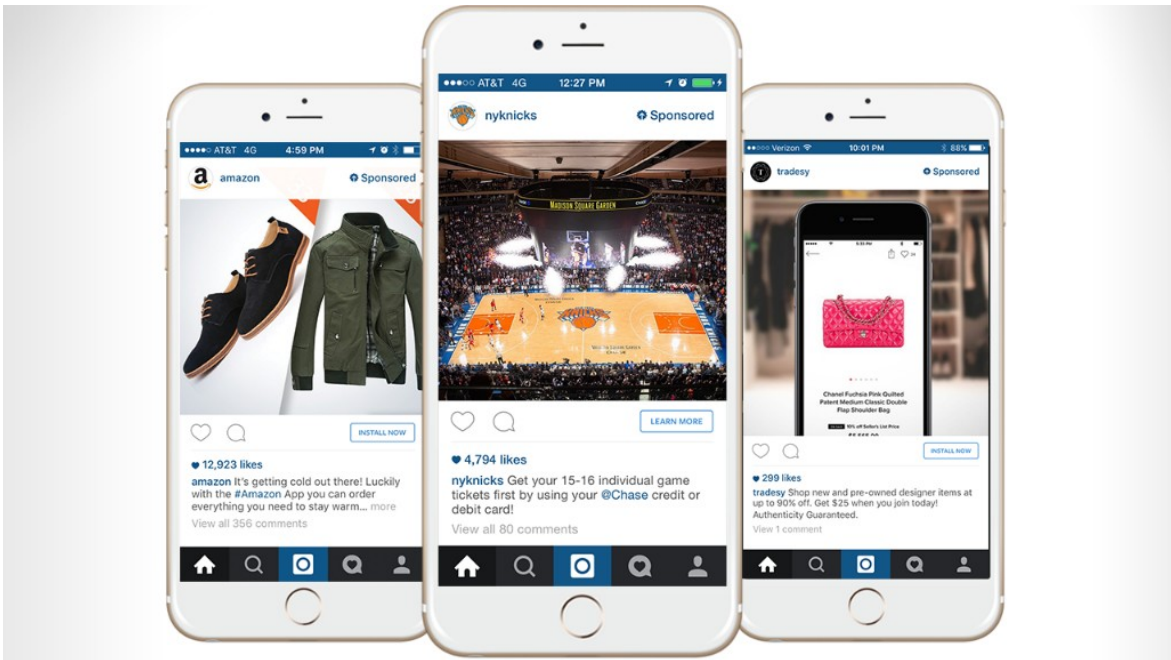 AT&T 4G 4:59 PM
amazon Sponsored
INSTALL NOW
12,923 likes
amazon It's getting cold out there! Luckily
with the #Amazon App you can order
everything you need to stay warm... more
View all 356 comments
AT&T 4G 12:27 PM
nyknicks Sponsored
MADISON SQUARE GARDEN
LEARN MORE
4,794 likes
nyknicks Get your 15-16 individual game
tickets first by using your @Chase credit or
debit card!
View all 80 comments
Verizon 10:01 PM 88%
tradesy Sponsored
Chanel Fuchsia Pink Quilted
Patent Medium Classic Double
Flap Shoulder Bag
10% off Seller's List Price
INSTALL NOW
299 likes
tradesy Shop new and pre-owned designer items at
up to 90% off. Get $25 when you join today!
Authenticity Guaranteed.
View 1 comment